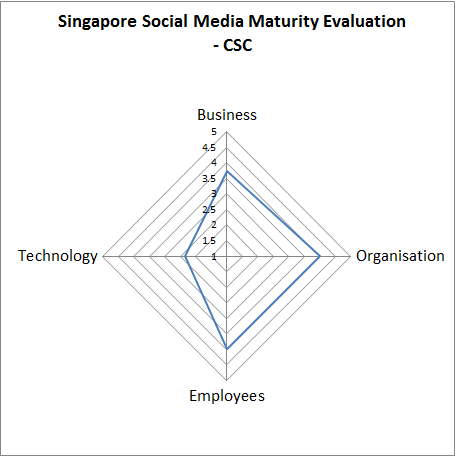 Singapore Social Media Maturity Evaluation
- CSC
Business
5
4.5
4
3.5
3
2.5
2
1.5
1
Technology
Organisation
Employees